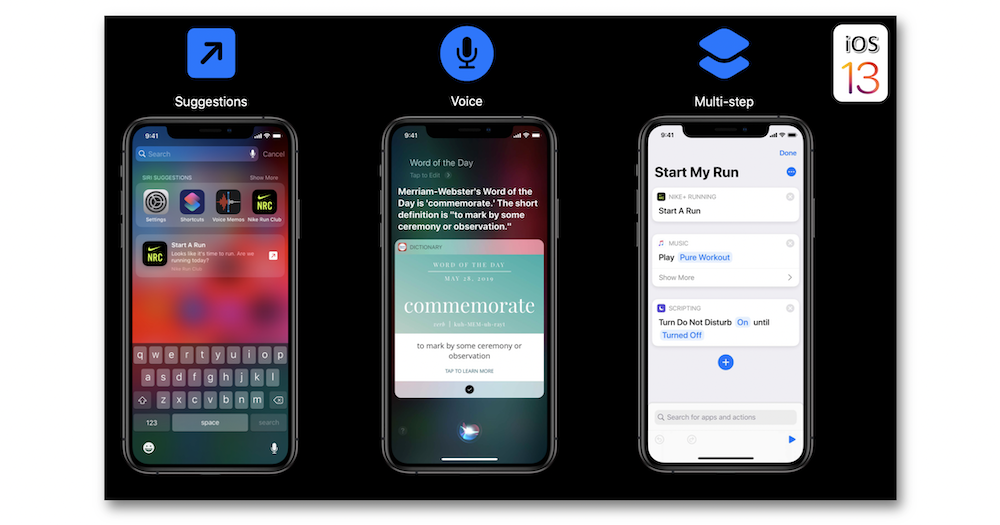 iOS
13
Suggestions
Voice
Multi-step
9:41
Search
Cancel
SIRI SUGGESTIONS
Show More
NRC
Settings
Shortcuts
Voice Memos
Nike Run Club
NRC
Start A Run
Looks like it's time to run. Are we
running today?
Nike Run Club
q w e r t y u i o p
a s d f g h j k l
z x c v b n m
123
space
search
9:41
Word of the Day
Tap to Edit
Merriam-Webster's Word of the
Day is 'commemorate.' The short
definition is "to mark by some
ceremony or observation."
DICTIONARY
WORD OF THE DAY
MAY 28, 2019
commemorate
verb | kuh-MEM-uh-rayt
to mark by some ceremony or
observation
TAP TO LEARN MORE
9:41
Done
Start My Run
NIKE+ RUNNING
Start A Run
MUSIC
Play Pure Workout
Show More
SCRIPTING
Turn Do Not Disturb On until
Turned Off
Search for apps and actions